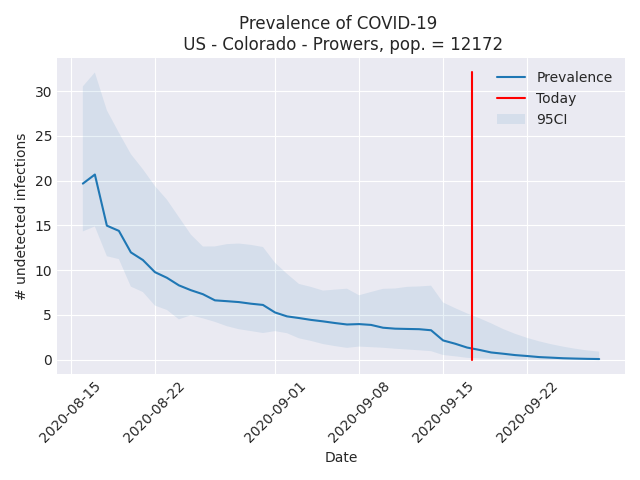 Prevalence of COVID-19
US - Colorado - Prowers, pop. = 12172
Prevalence
Today
95CI
# undetected infections
30
25
20
15
10
5
0
2020-08-15
2020-08-22
2020-09-01
2020-09-08
2020-09-15
2020-09-22
Date